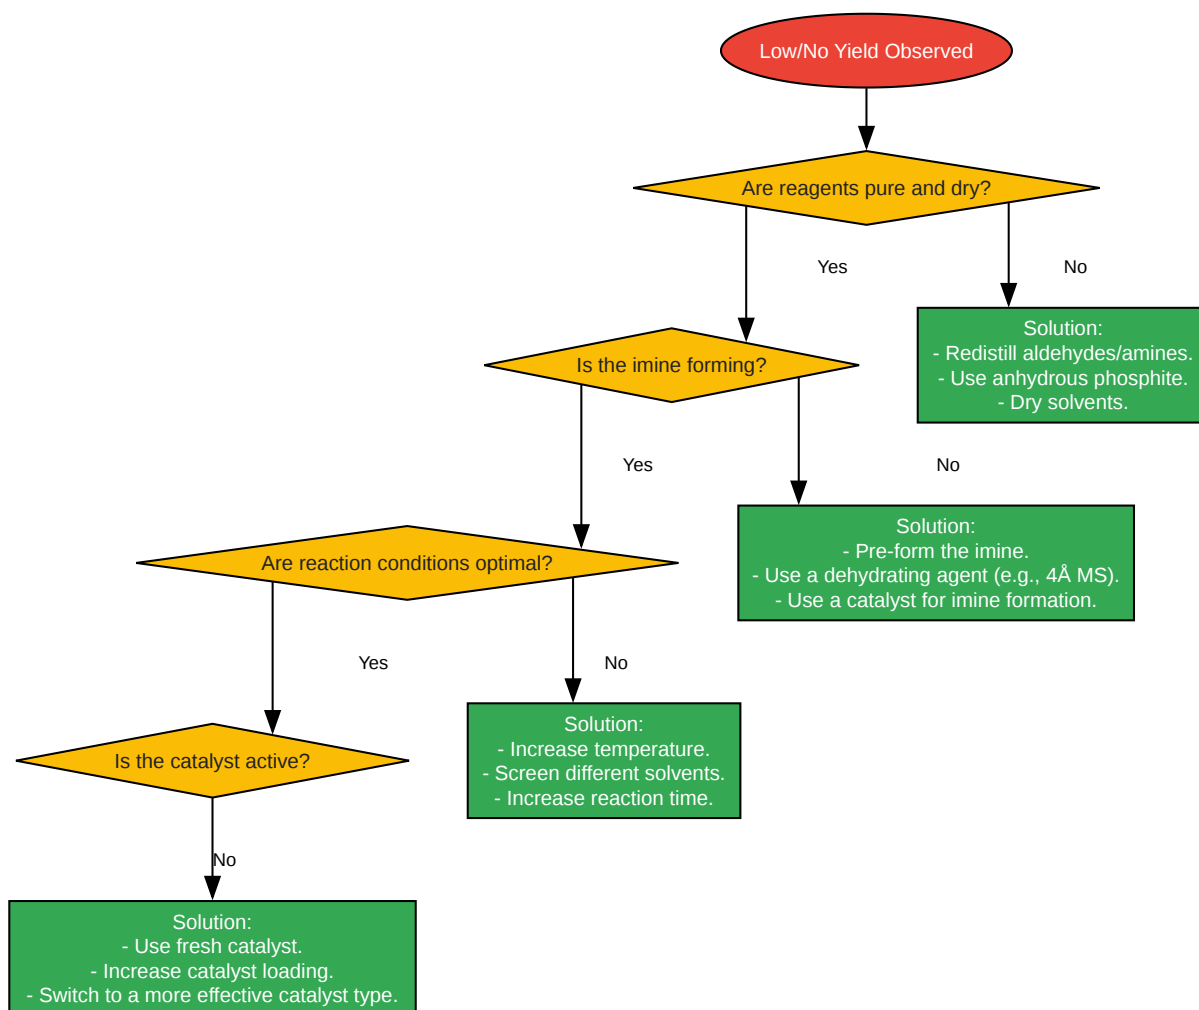 Low/No Yield Observed
Are reagents pure and dry?
Yes
No
Solution:
- Redistill aldehydes/amines.
- Use anhydrous phosphite.
- Dry solvents.
Is the imine forming?
Yes
No
Solution:
- Pre-form the imine.
- Use a dehydrating agent (e.g., 4Å MS).
- Use a catalyst for imine formation.
Are reaction conditions optimal?
Yes
No
Solution:
- Increase temperature.
- Screen different solvents.
- Increase reaction time.
Is the catalyst active?
No
Solution:
- Use fresh catalyst.
- Increase catalyst loading.
- Switch to a more effective catalyst type.